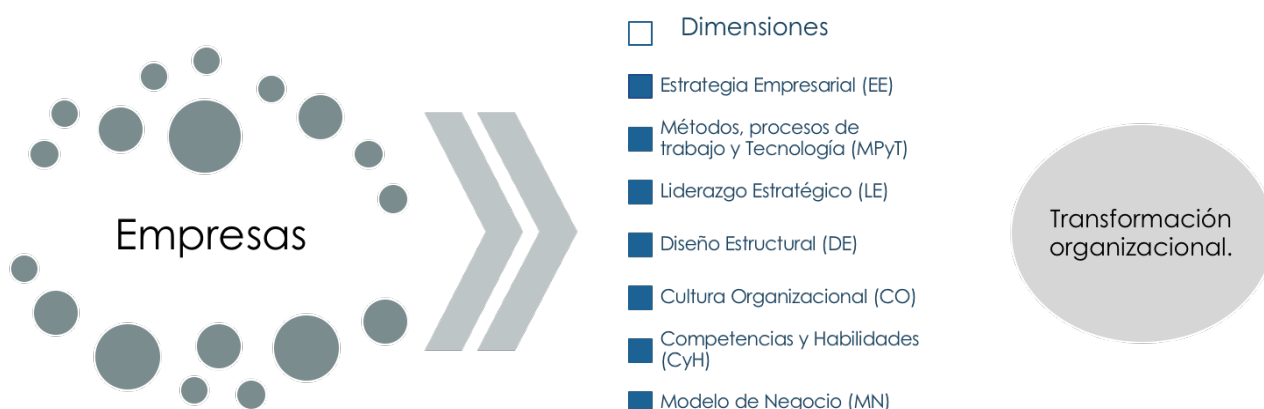 Empresas
Dimensiones
Estrategia Empresarial (EE)
Métodos, procesos de
trabajo y Tecnología (MPyT)
Liderazgo Estratégico (LE)
Diseño Estructural (DE)
Cultura Organizacional (CO)
Competencias y Habilidades
(CyH)
Modelo de Negocio (MN)
Transformación
organizacional.